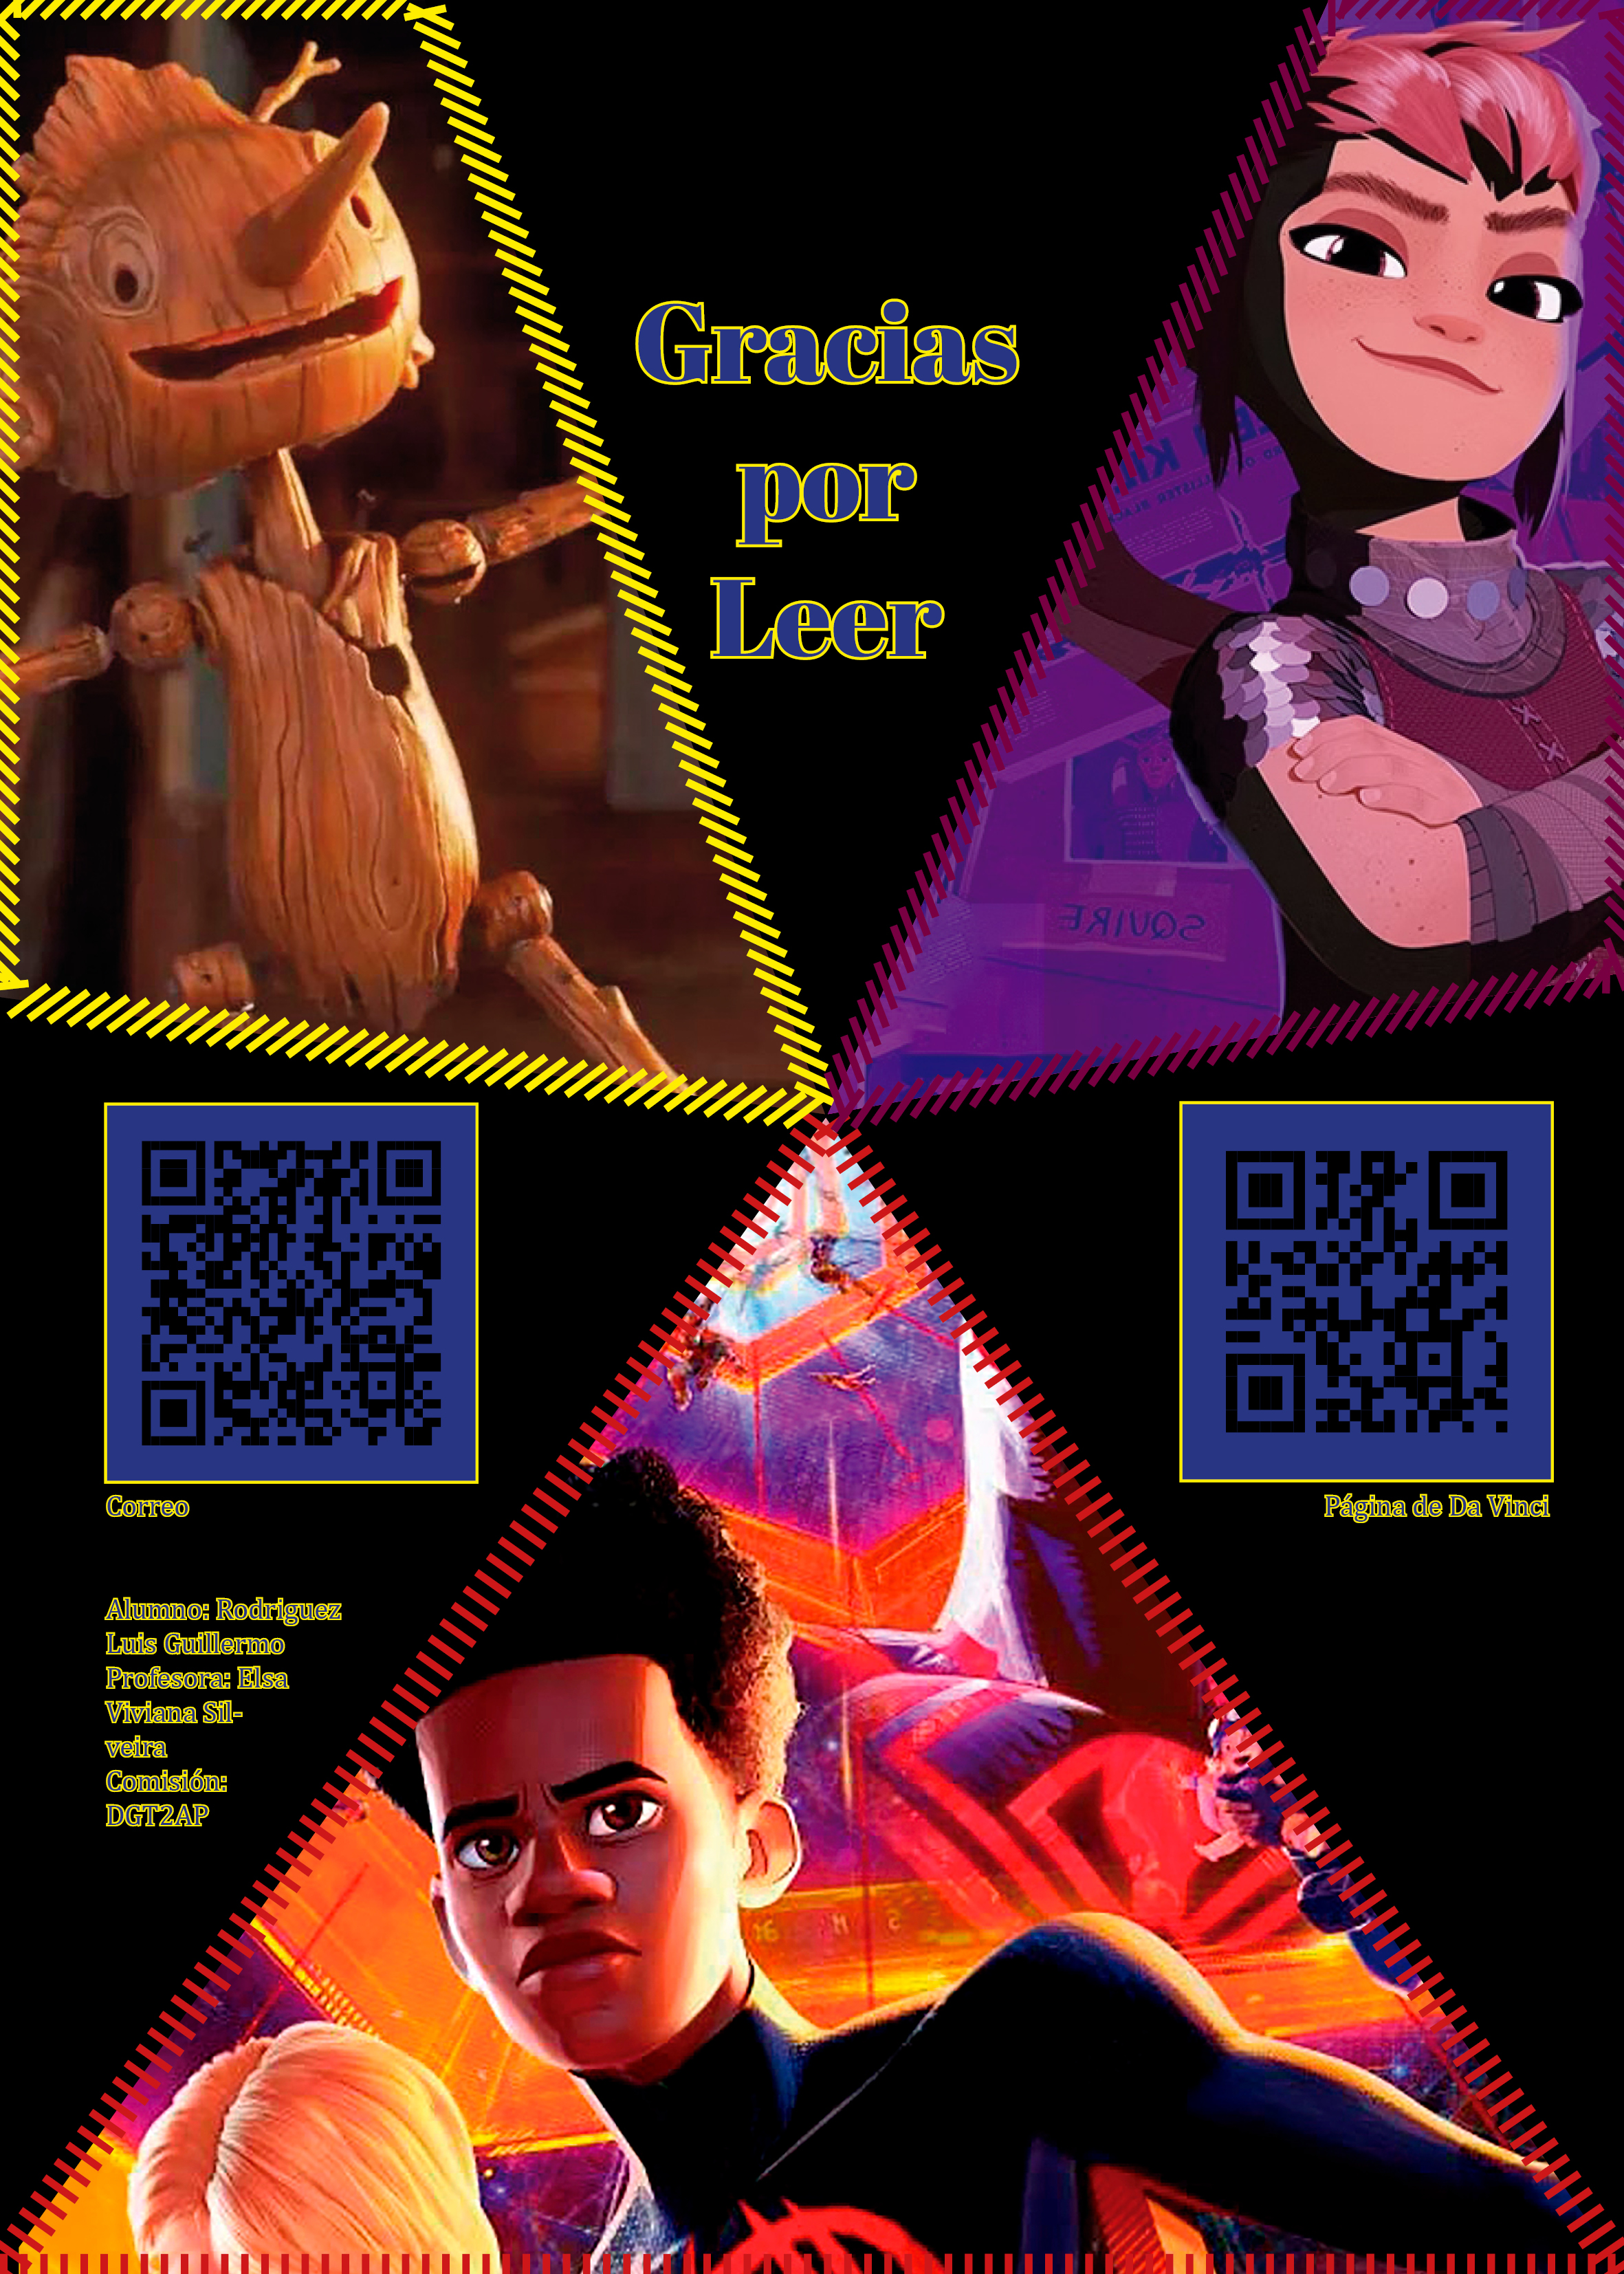 Gracias
por
Leer
SQUIRE
Correo
Página de Da Vinci
Alumno: Rodriguez
Luis Guillermo
Profesora: Elsa
Viviana Sil-
veira
Comisión:
DGT2AP